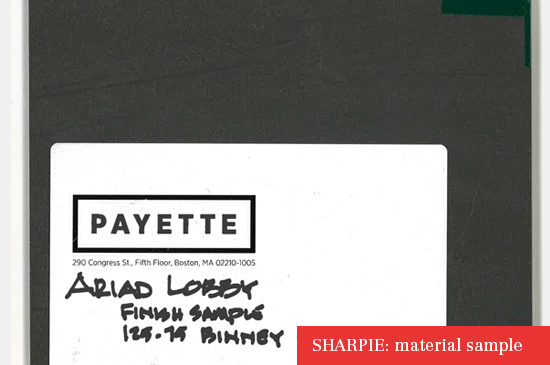 PAYETTE
290 Congress St., Fifth Floor, Boston, MA 02210-1005
ARIAD LOBBY
FINISH SAMPLE
125-75 BINNEY
SHARPIE: material sample